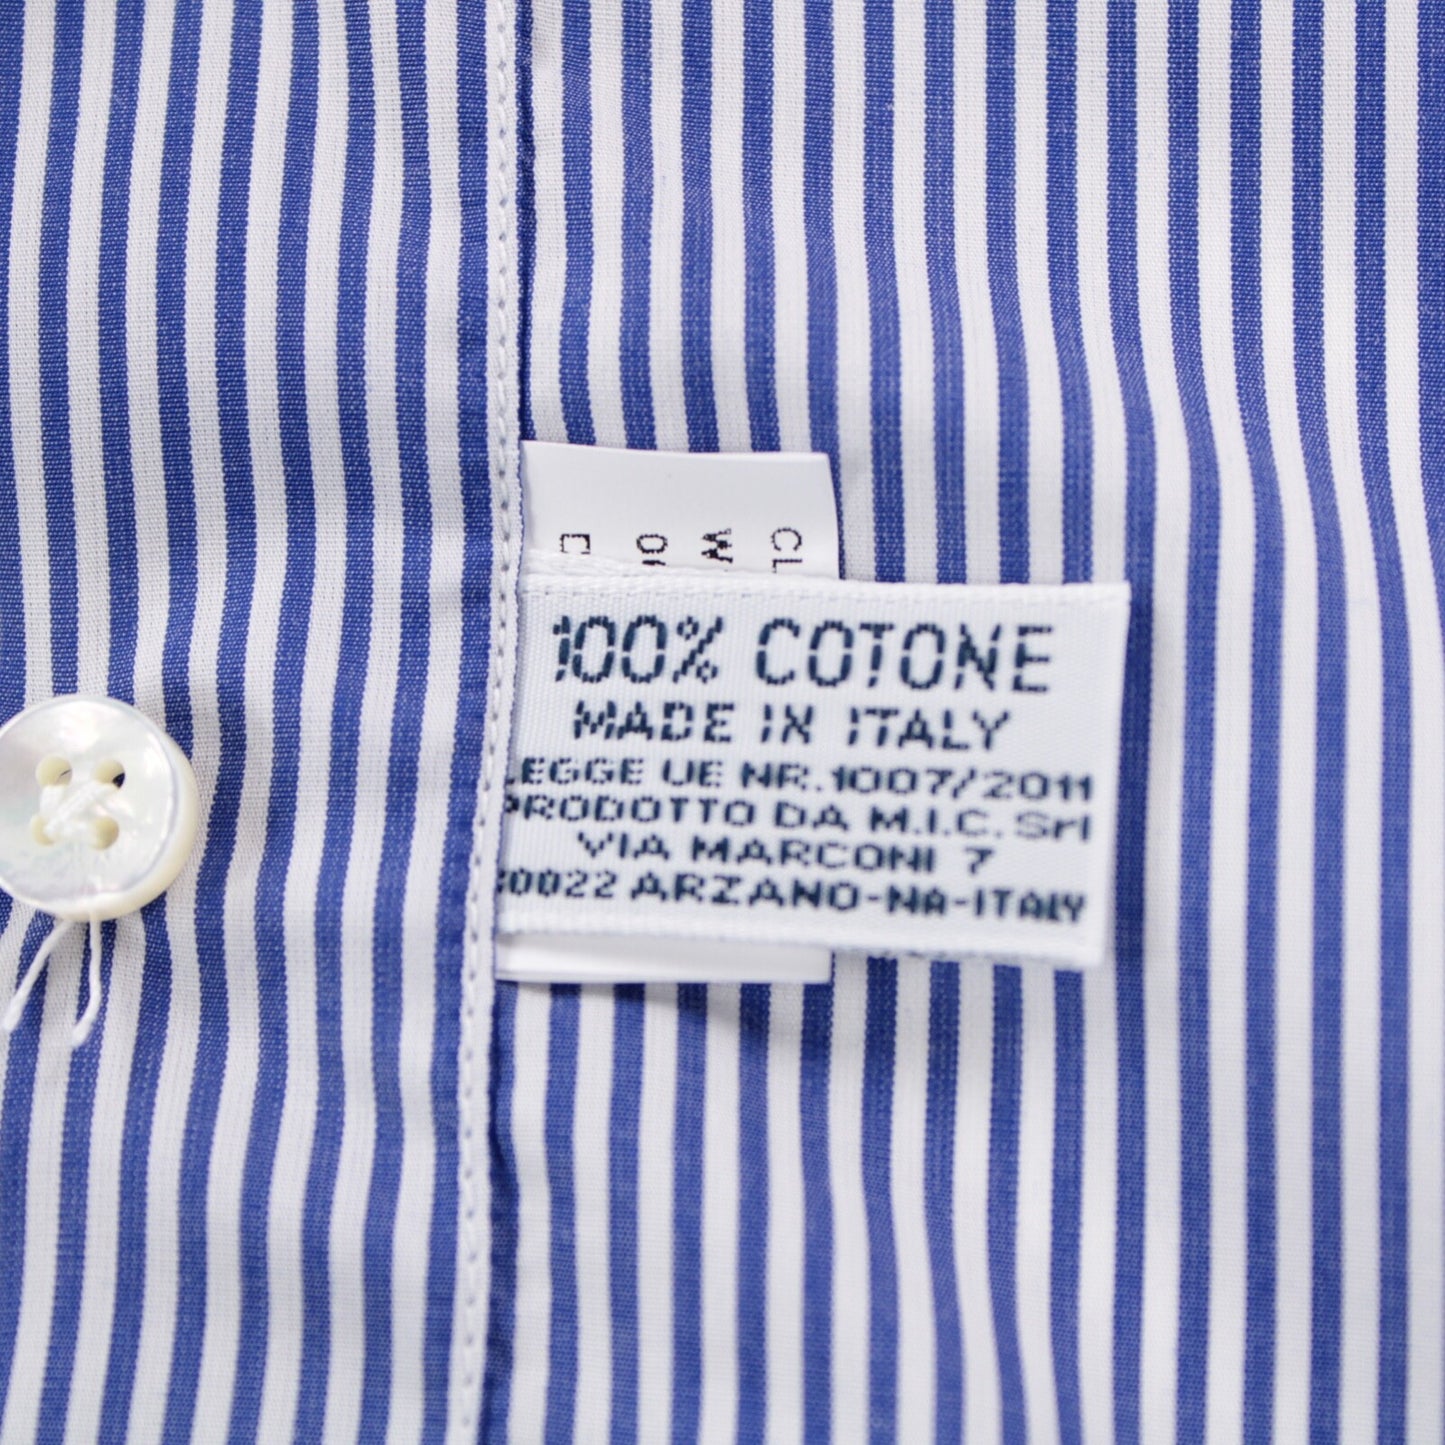 100% COTONE
MADE IN ITALY
LEGGE UE NR.1007/2011
PRODOTTO DA M.I.C. Srl
VIA MARCONI 7
80022 ARZANO-NA-ITALY